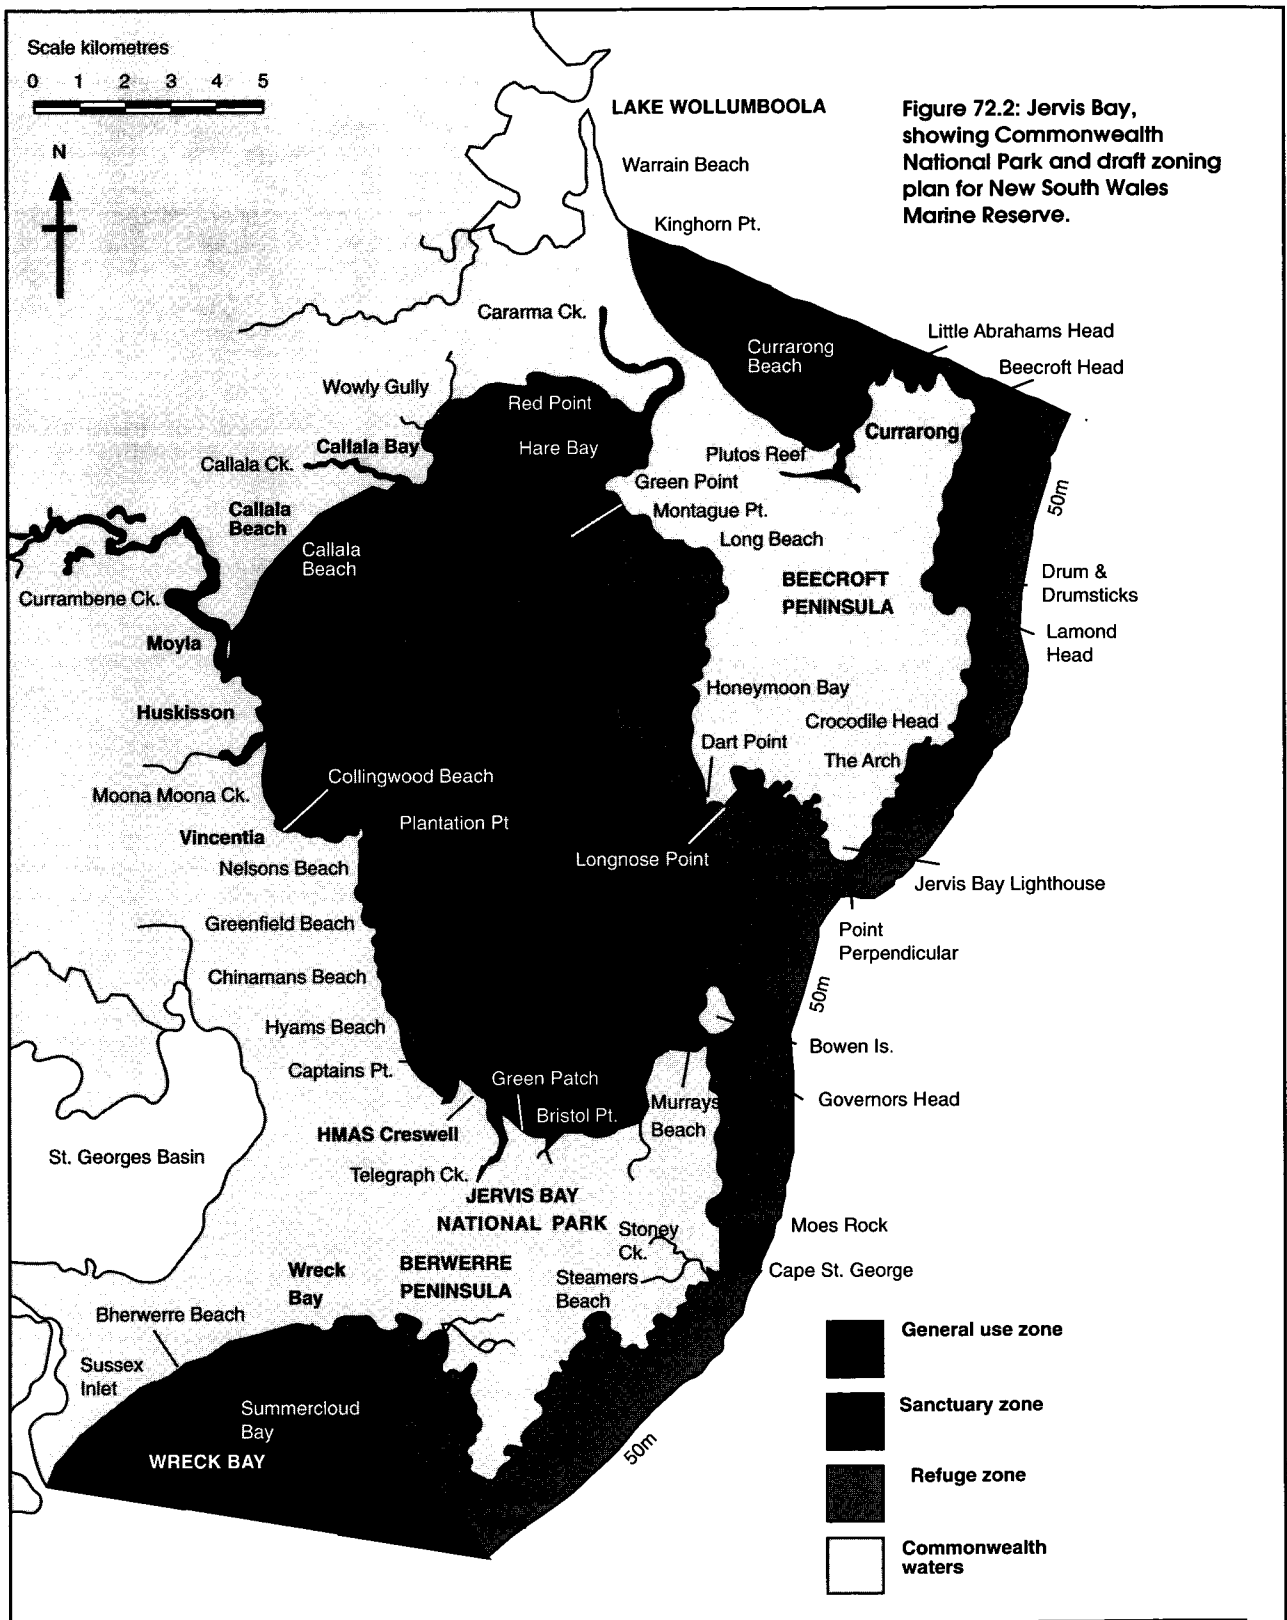 Scale kilometres
0 1 2 3 4 5
N
Figure 72.2: Jervis Bay,
showing Commonwealth
National Park and draft zoning
plan for New South Wales
Marine Reserve.
LAKE WOLLUMBOOLA
Warrain Beach
Kinghorn Pt.
Cararma Ck.
Currarong
Beach
Little Abrahams Head
Beecroft Head
Wowly Gully
Red Point
Currarong
Callala Bay
Hare Bay
Plutos Reef
Callala Ck.
Green Point
50m
Montague Pt.
Callala
Beach
Long Beach
Callala
Beach
BEECROFT
PENINSULA
Drum &
Drumsticks
Currambene Ck.
Lamond
Head
Moyla
Honeymoon Bay
Huskisson
Crocodile Head
Dart Point
The Arch
Collingwood Beach
Moona Moona Ck.
Plantation Pt
Vincentia
Longnose Point
Nelsons Beach
Jervis Bay Lighthouse
Greenfield Beach
Point
Perpendicular
Chinamans Beach
50m
Hyams Beach
Bowen Is.
Captains Pt.
Green Patch
Murrays
Beach
Governors Head
Bristol Pt.
HMAS Creswell
St. Georges Basin
Telegraph Ck.
JERVIS BAY
NATIONAL PARK
Stoney
Ck.
Moes Rock
Wreck
Bay
BERWERRE
PENINSULA
Steamers
Beach
Cape St. George
Bherwerre Beach
Sussex
Inlet
Summercloud
Bay
WRECK BAY
50m
General use zone
Sanctuary zone
Refuge zone
Commonwealth
waters